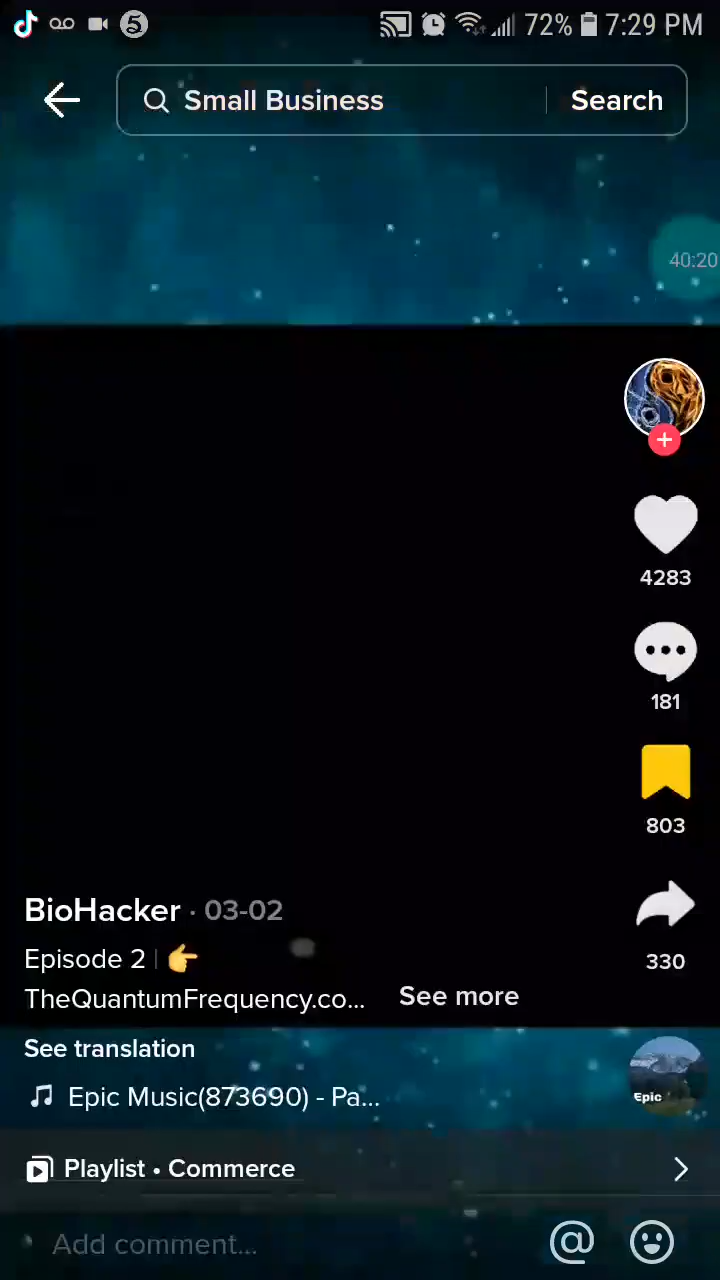 72% 7:29 PM
Small Business Search
40:20
4283
181
803
BioHacker · 03-02
330
Episode 2 | 👉
TheQuantumFrequency.co... See more
See translation
Epic Music(873690) - Pa...
Epic
Playlist • Commerce
Add comment...